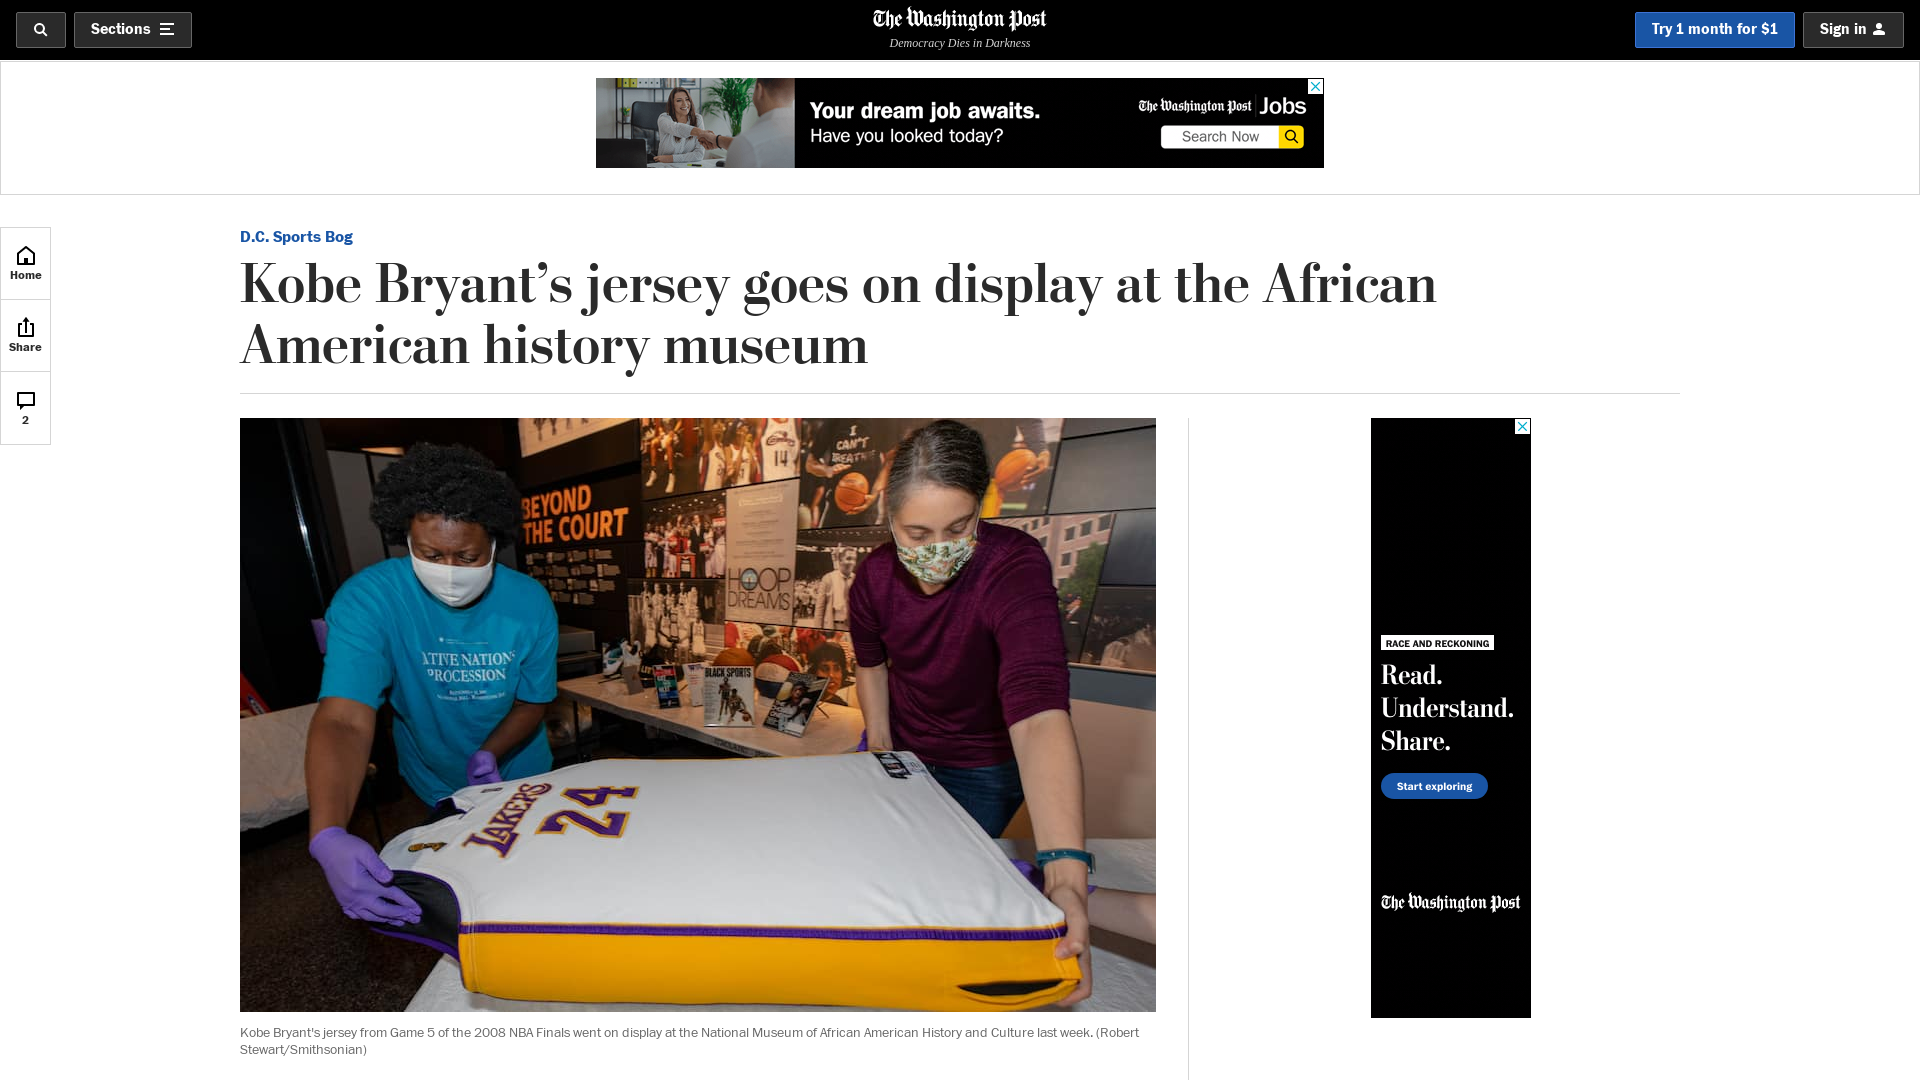 Sections
The Washington Post
Democracy Dies in Darkness
Try 1 month for $1
Sign in
Your dream job awaits.
Have you looked today?
The Washington Post Jobs
Search Now
Home
Share
2
D.C. Sports Bog
Kobe Bryant’s jersey goes on display at the African
American history museum
BEYOND
THE COURT
I
CAN'T
BREATHE
14
HOOP
DREAMS
ATIVE NATION
PROCESSION
BLACK SPORTS
LAKERS
24
Kobe Bryant's jersey from Game 5 of the 2008 NBA Finals went on display at the National Museum of African American History and Culture last week. (Robert
Stewart/Smithsonian)
RACE AND RECKONING
Read.
Understand.
Share.
Start exploring
The Washington Post